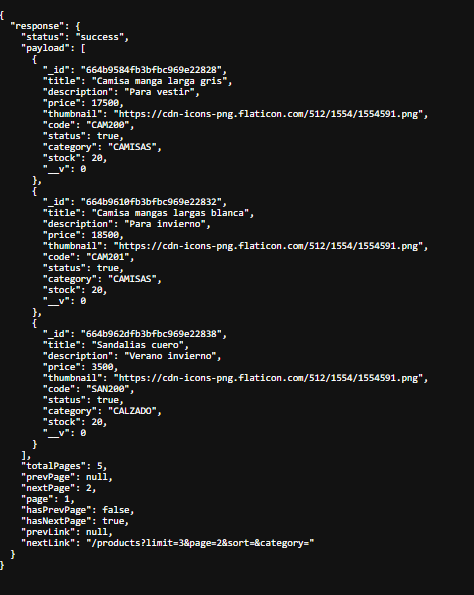 {
"response": {
"status": "success",
"payload": [
{
"_id": "664b9584fb3bfbc969e22828",
"title": "Camisa manga larga gris",
"description": "Para vestir",
"price": 17500,
"thumbnail": "https://cdn-icons-png.flaticon.com/512/1554/1554591.png",
"code": "CAM200",
"status": true,
"category": "CAMISAS",
"stock": 20,
"__v": 0
},
{
"_id": "664b9610fb3bfbc969e22832",
"title": "Camisa mangas largas blanca",
"description": "Para invierno",
"price": 18500,
"thumbnail": "https://cdn-icons-png.flaticon.com/512/1554/1554591.png",
"code": "CAM201",
"status": true,
"category": "CAMISAS",
"stock": 20,
"__v": 0
},
{
"_id": "664b962dfb3bfbc969e22838",
"title": "Sandalias cuero",
"description": "Verano invierno",
"price": 3500,
"thumbnail": "https://cdn-icons-png.flaticon.com/512/1554/1554591.png",
"code": "SAN200",
"status": true,
"category": "CALZADO",
"stock": 20,
"__v": 0
}
],
"totalPages": 5,
"prevPage": null,
"nextPage": 2,
"page": 1,
"hasPrevPage": false,
"hasNextPage": true,
"prevLink": null,
"nextLink": "/products?limit=3&page=2&sort=&category="
}
}